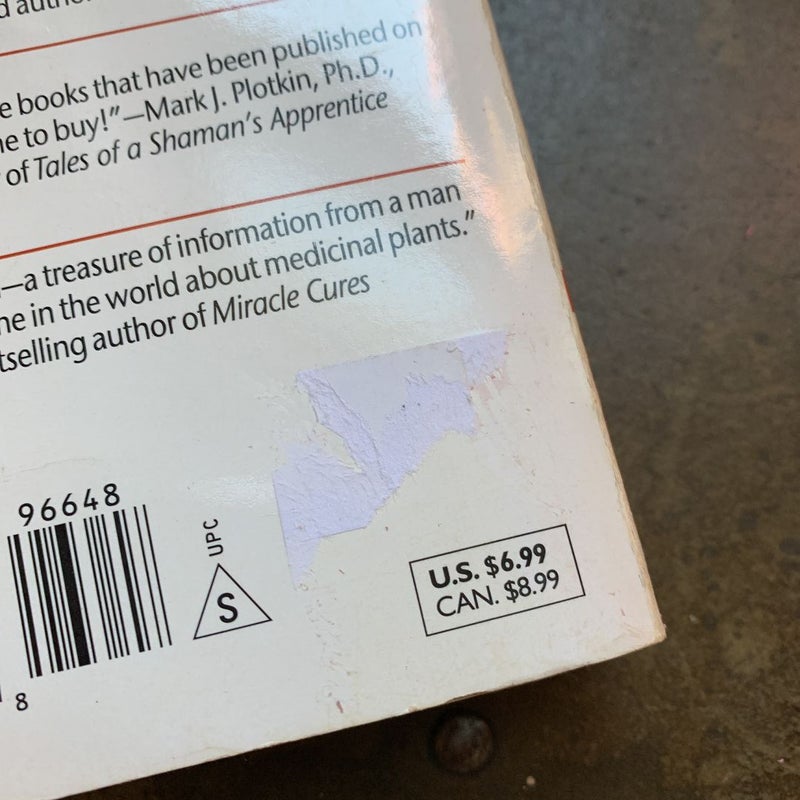 d author
e books that have been published on
ne to buy!”—Mark J. Plotkin, Ph.D.,
of Tales of a Shaman’s Apprentice
—a treasure of information from a man
ne in the world about medicinal plants.”
tselling author of Miracle Cures
96648
UPC
S
8
U.S. $6.99
CAN. $8.99